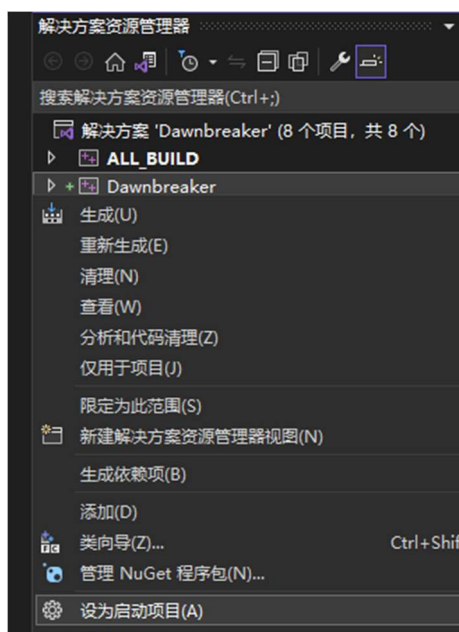 解决方案资源管理器
搜索解决方案资源管理器(Ctrl+;)
解决方案 'Dawnbreaker' (8 个项目，共 8 个)
ALL_BUILD
Dawnbreaker
生成(U)
重新生成(E)
清理(N)
查看(W)
分析和代码清理(Z)
仅用于项目(J)
限定为此范围(S)
新建解决方案资源管理器视图(N)
生成依赖项(B)
添加(D)
类向导(Z)... Ctrl+Shif
管理 NuGet 程序包(N)...
设为启动项目(A)